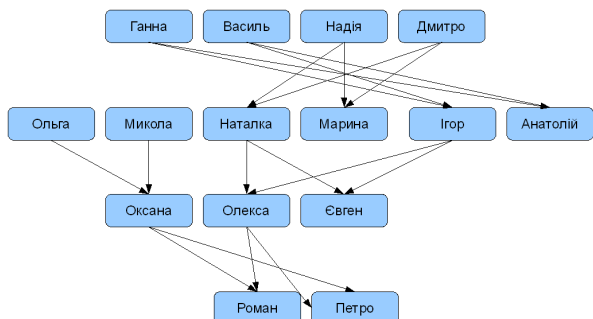 Ганна Василь Надія Дмитро
Ольга Микола Наталка Марина Ігор Анатолій
Оксана Олекса Євген
Роман Петро